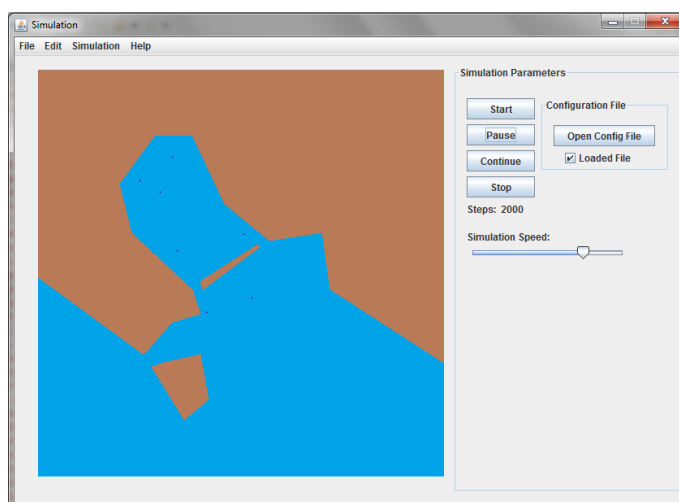 Simulation
File Edit Simulation Help
Simulation Parameters
Start
Configuration File
Pause
Open Config File
Continue
Loaded File
Stop
Steps: 2000
Simulation Speed: